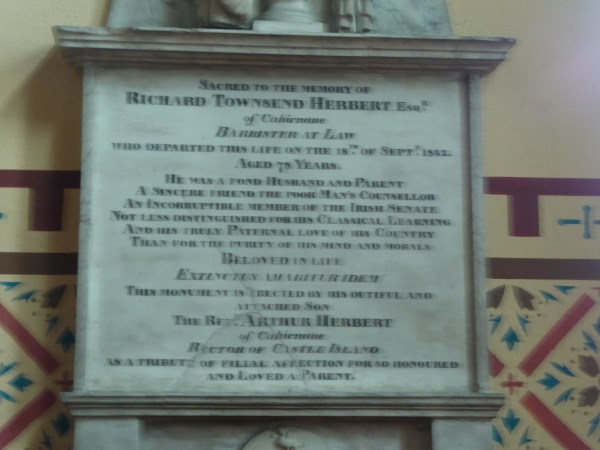 Sacred to the memory of
Richard Townsend Herbert Esqr.
of Cahirnane
Barrister at Law
who departed this life on the 18th of Septr. 1832.
Aged 78 Years.
He was a fond Husband and Parent
A Sincere friend the poor Man's Counsellor
An Incorruptible member of the Irish Senate
Not less distinguished for his Classical Learning
And his truly Paternal love of his Country
Than for the purity of his mind and morals
Beloved in life
Extinctus amabitur idem
This monument is erected by his dutiful and
attached Son
The Revd. Arthur Herbert
of Cahirnane
Rector of Castle Island
as a tribute of filial affection for so honoured
and Loved a Parent.